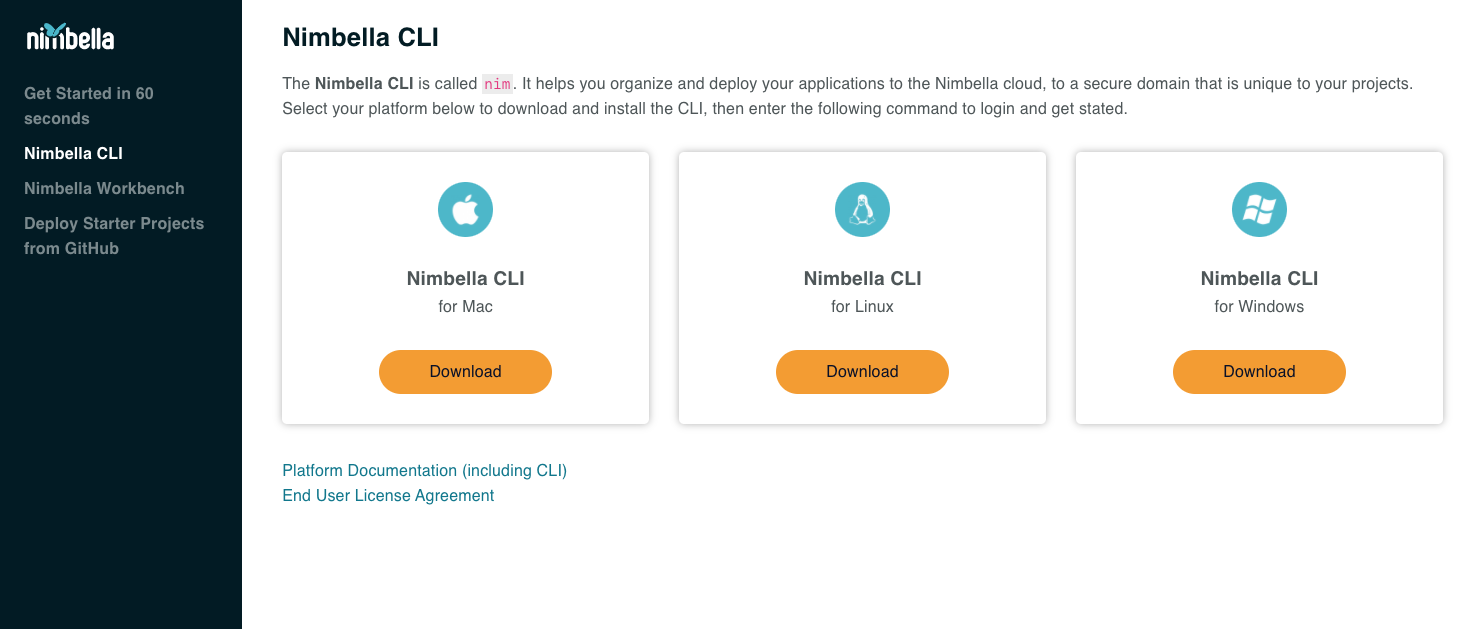 nimbella
Get Started in 60
seconds
Nimbella CLI
Nimbella Workbench
Deploy Starter Projects
from GitHub
Nimbella CLI
The Nimbella CLI is called nim. It helps you organize and deploy your applications to the Nimbella cloud, to a secure domain that is unique to your projects.
Select your platform below to download and install the CLI, then enter the following command to login and get stated.
Nimbella CLI
for Mac
Download
Nimbella CLI
for Linux
Download
Nimbella CLI
for Windows
Download
Platform Documentation (including CLI)
End User License Agreement